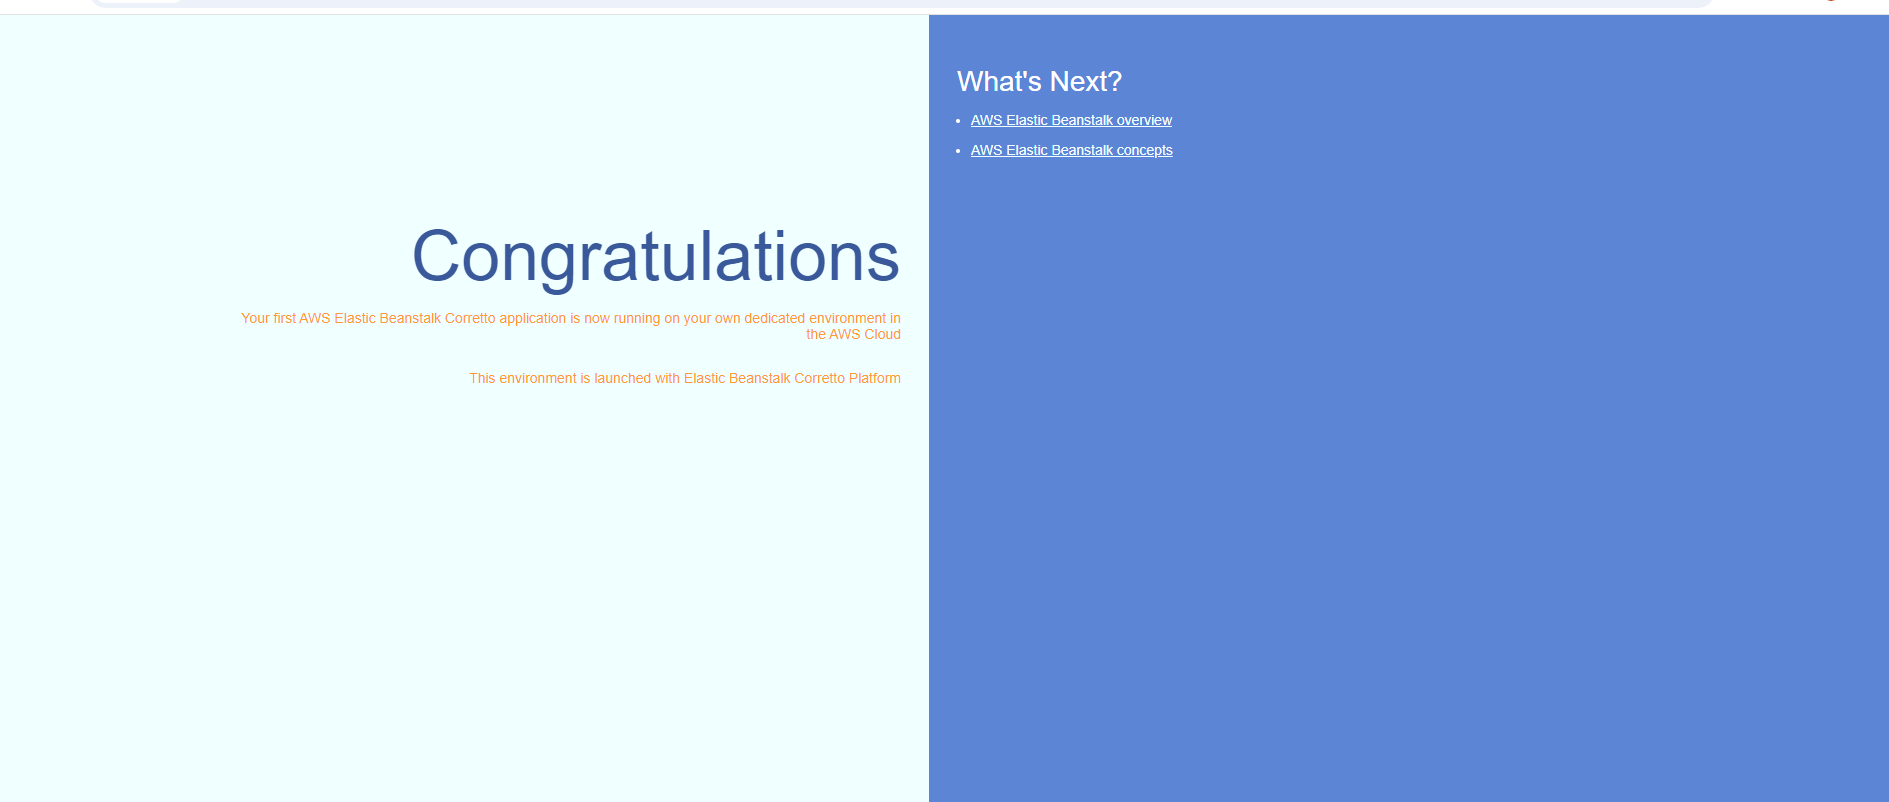 Congratulations
Your first AWS Elastic Beanstalk Corretto application is now running on your own dedicated environment in
the AWS Cloud
This environment is launched with Elastic Beanstalk Corretto Platform
What's Next?
AWS Elastic Beanstalk overview
AWS Elastic Beanstalk concepts